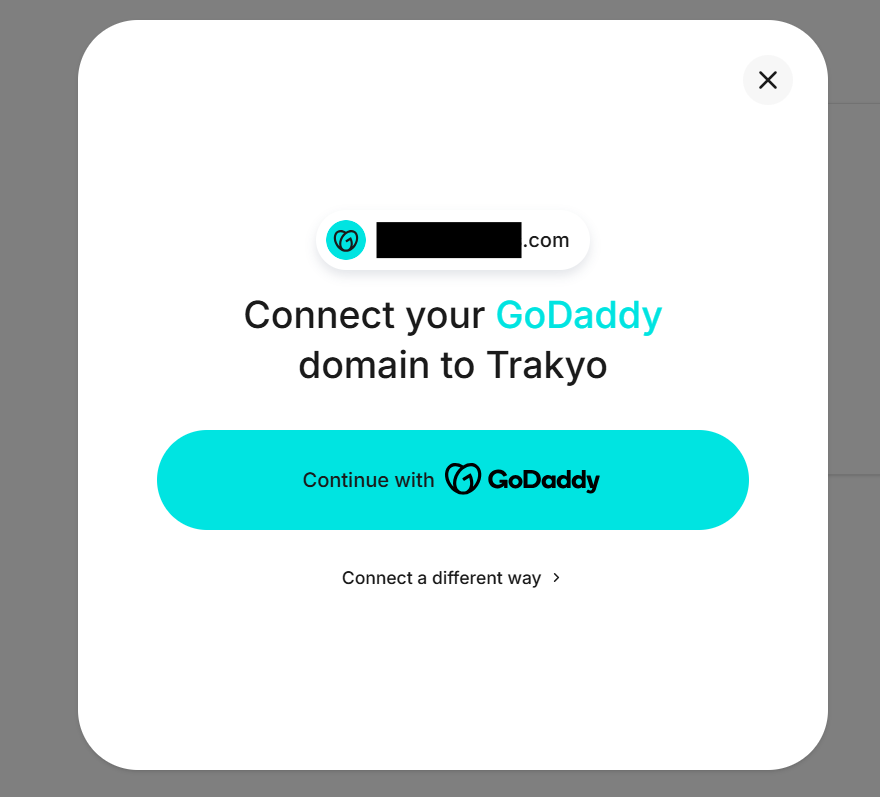 .com
Connect your GoDaddy
domain to Trakyo
Continue with GoDaddy
Connect a different way